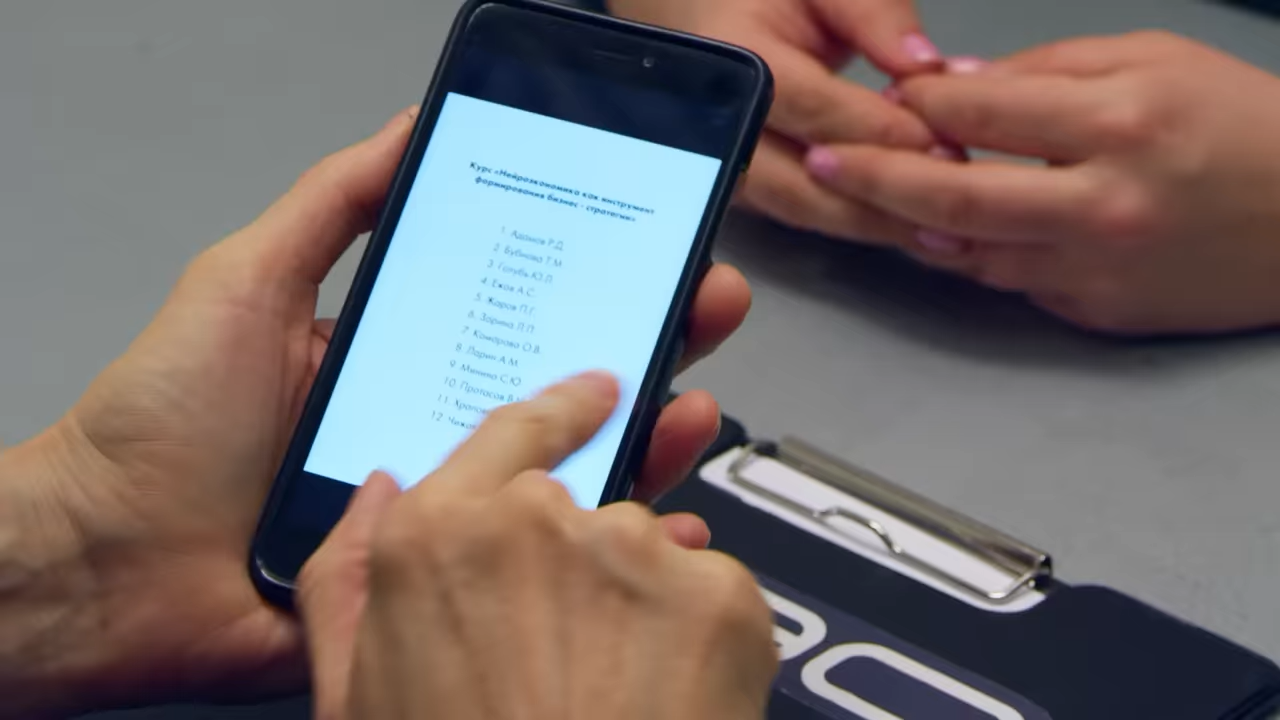 Курс «Нейроэкономика как инструмент
формирования бизнес - стратегии»
1. Адамов Р.Д.
2. Бубнова Т.М.
3. Голубь Ю.Л.
4. Ежов А.С.
5. Жаров П.Г.
6. Зорина Л.П.
7. Комарова О.В.
8. Ларин А.М.
9. Минина С.Ю.
10. Протасов
11.
12.